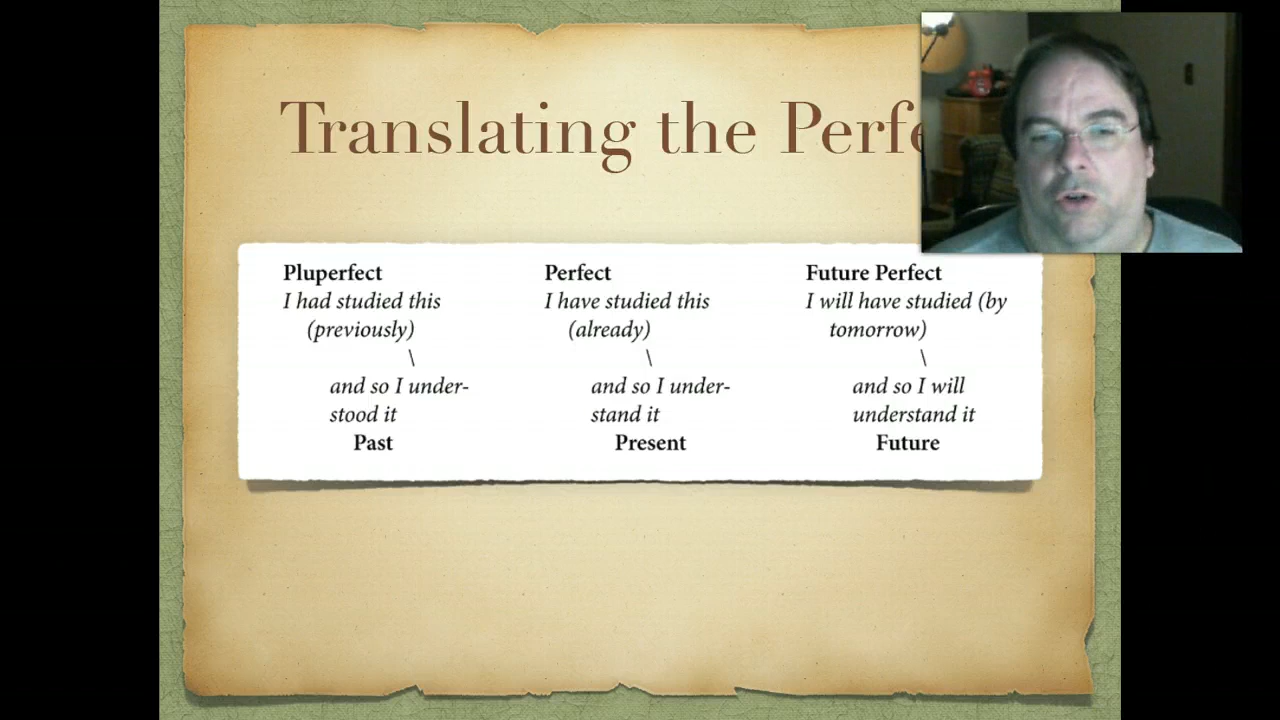 Translating the Perfe
Pluperfect
I had studied this
(previously)
\
and so I under-
stood it
Past
Perfect
I have studied this
(already)
\
and so I under-
stand it
Present
Future Perfect
I will have studied (by
tomorrow)
\
and so I will
understand it
Future